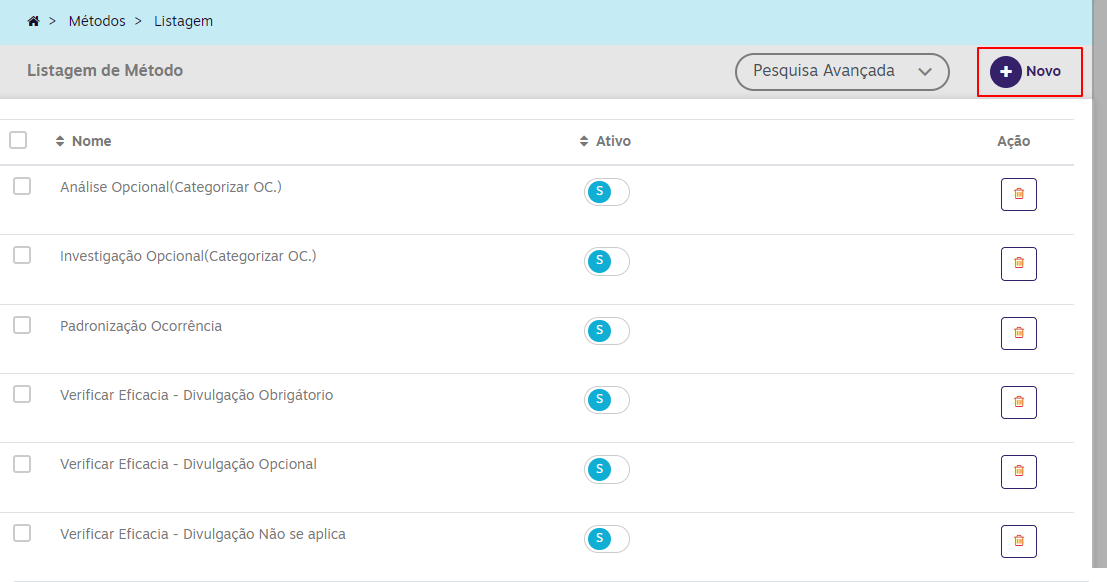 > Métodos > Listagem
Listagem de Método Pesquisa Avançada Novo
Nome Ativo Ação
Análise Opcional(Categorizar OC.) S
Investigação Opcional(Categorizar OC.) S
Padronização Ocorrência S
Verificar Eficacia - Divulgação Obrigátorio S
Verificar Eficacia - Divulgação Opcional S
Verificar Eficacia - Divulgação Não se aplica S